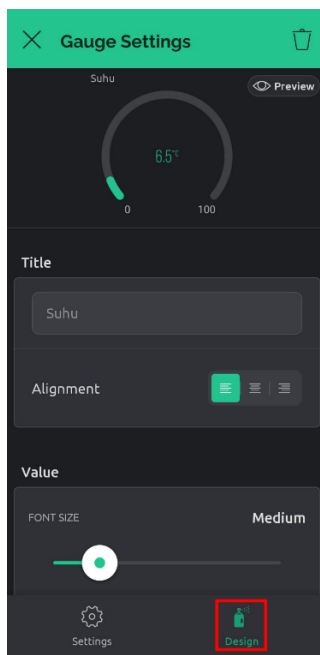 Gauge Settings
Suhu
Preview
6.5°C
0 100
Title
Suhu
Alignment
Value
FONT SIZE Medium
Settings Design